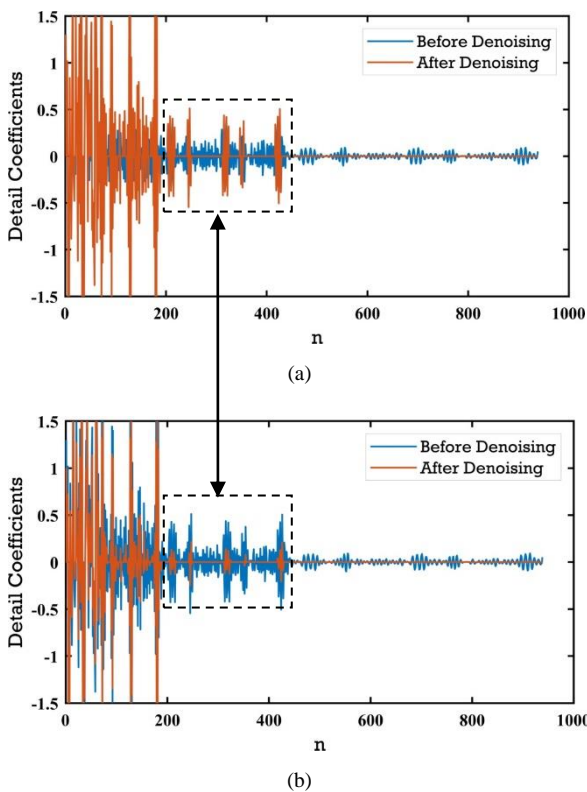 1.5
Before Denoising
After Denoising
1
0.5
0
-0.5
-1
-1.5
Detail Coefficients
0 200 400 600 800 1000
n
(a)
1.5
Before Denoising
After Denoising
1
0.5
0
-0.5
-1
-1.5
Detail Coefficients
0 200 400 600 800 1000
n
(b)